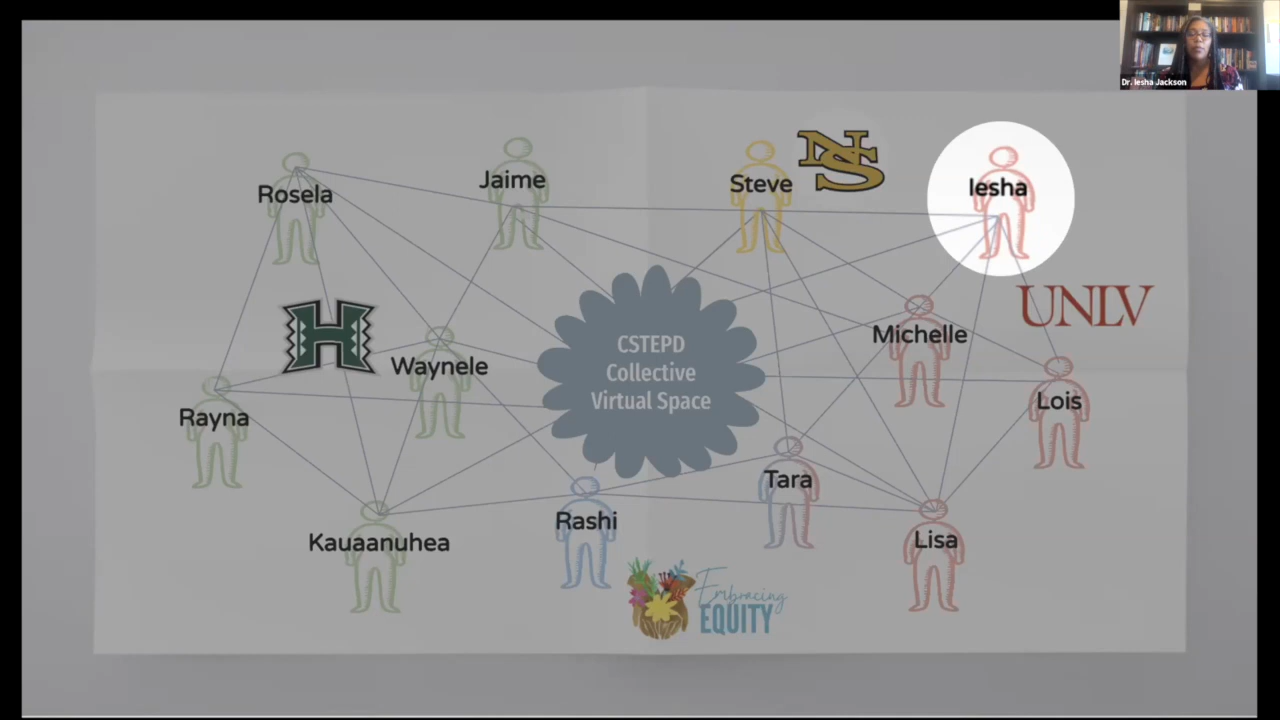 Dr. Iesha Jackson
NS
Iesha
Jaime
Steve
Rosela
UNLV
H
Michelle
CSTEPD
Collective
Virtual Space
Waynele
Lois
Rayna
Tara
Rashi
Kauaanuhea
Lisa
Embracing
EQUITY